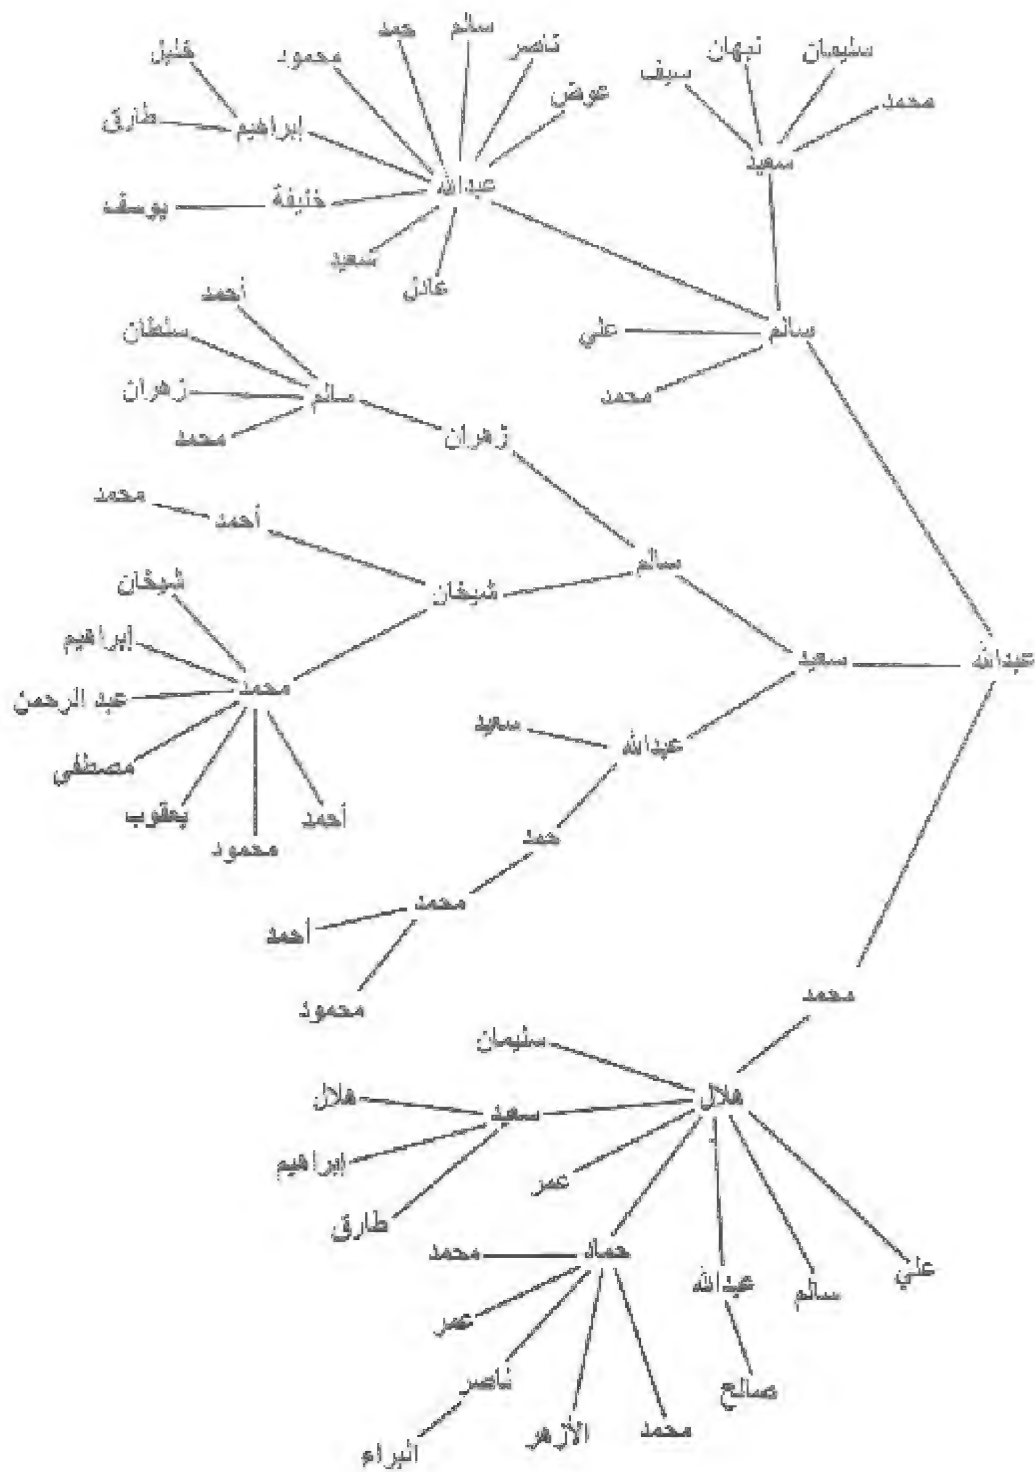 خليل
محمود
حمد
سالم
ناصر
نبهان
سليمان
سيف
عوض
محمد
طارق
إبراهيم
سعيد
عبدالله
خليفة
يوسف
سعيد
عادل
أحمد
سلطان
علي
سالم
زهران
سالم
محمد
محمد
زهران
محمد
أحمد
سالم
شيخان
شيخان
إبراهيم
سعيد
عبدالله
محمد
عبد الرحمن
سعيد
عبدالله
مصطفي
يعقوب
أحمد
محمود
حمد
محمد
أحمد
محمود
محمد
سليمان
هلال
هلال
سعيد
إبراهيم
عمر
طارق
محمد
حماد
عبدالله
سالم
علي
عمر
ناصر
صالح
البراء
الأزهر
محمد